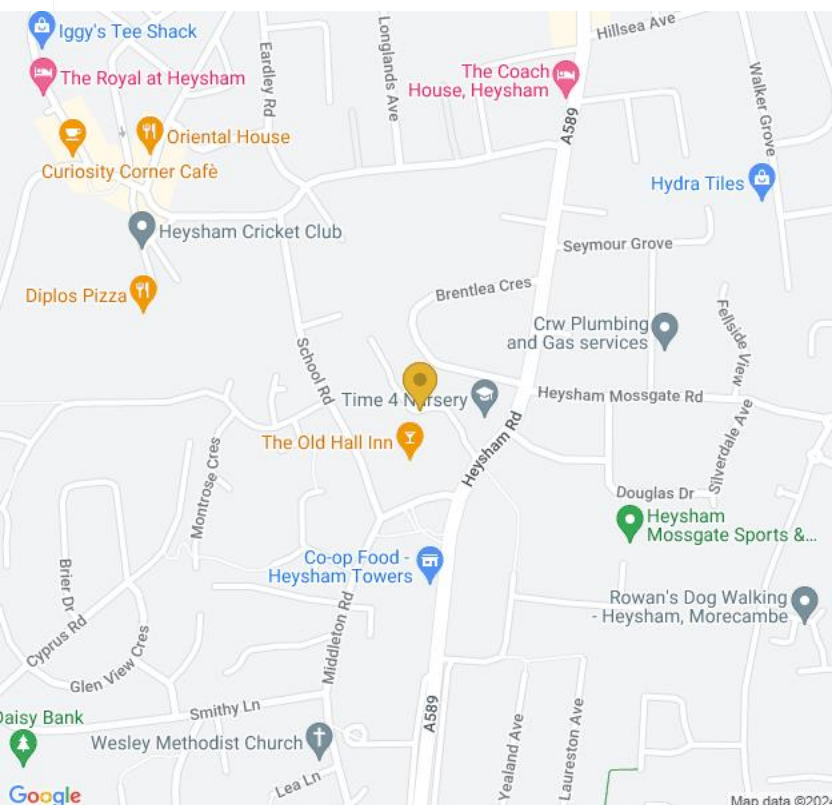 Iggy's Tee Shack
The Royal at Heysham
Eardley Rd
Longlands Ave
Hillsea Ave
The Coach
House, Heysham
A589
Walker Grove
Oriental House
Curiosity Corner Cafè
Hydra Tiles
Heysham Cricket Club
Seymour Grove
Diplos Pizza
Brentlea Cres
Crw Plumbing
and Gas services
Fellside View
School Rd
Time 4 Nursery
Heysham Mossgate Rd
The Old Hall Inn
Heysham Rd
Montrose Cres
Silverdale Ave
Douglas Dr
Heysham
Mossgate Sports &...
Co-op Food -
Heysham Towers
Brier Dr
Rowan's Dog Walking
- Heysham, Morecambe
Cyprus Rd
Middleton Rd
Glen View Cres
Smithy Ln
A589
Daisy Bank
Wesley Methodist Church
Yealand Ave
Laureston Ave
Lea Ln
Google
Map data ©2024